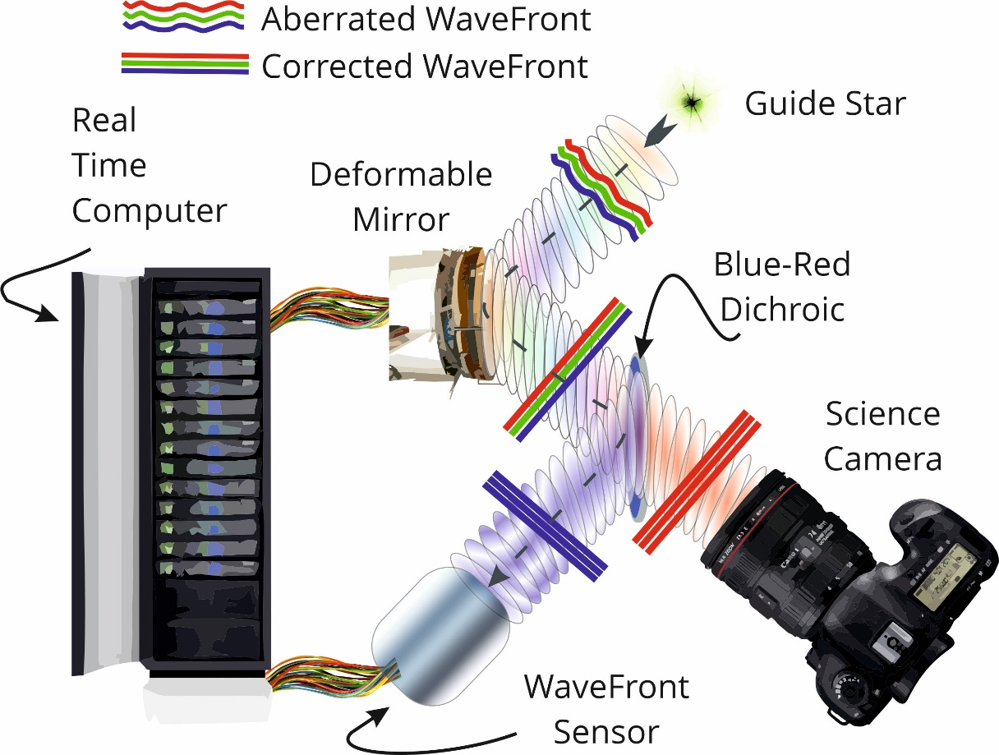 Aberrated WaveFront
Corrected WaveFront
Real
Time
Computer
Deformable
Mirror
Guide Star
Blue-Red
Dichroic
Science
Camera
WaveFront
Sensor